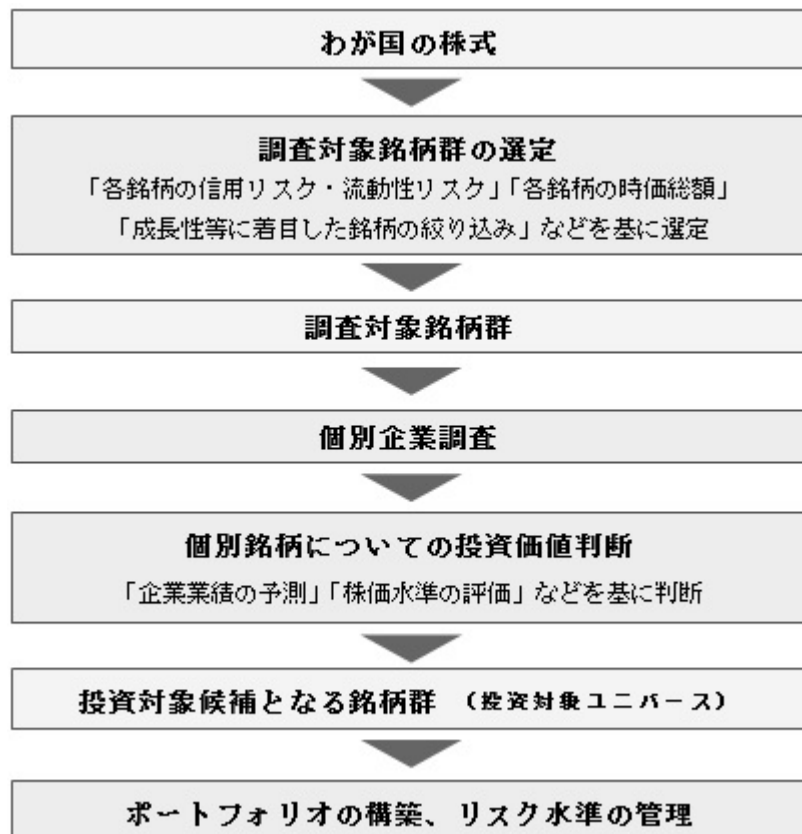 わが国の株式
調査対象銘柄群の選定
「各銘柄の信用リスク・流動性リスク」「各銘柄の時価総額」
「成長性等に着目した銘柄の絞り込み」などを基に選定
調査対象銘柄群
個別企業調査
個別銘柄についての投資価値判断
「企業業績の予測」「株価水準の評価」などを基に判断
投資対象候補となる銘柄群 （投資対象ユニバース）
ポートフォリオの構築、リスク水準の管理